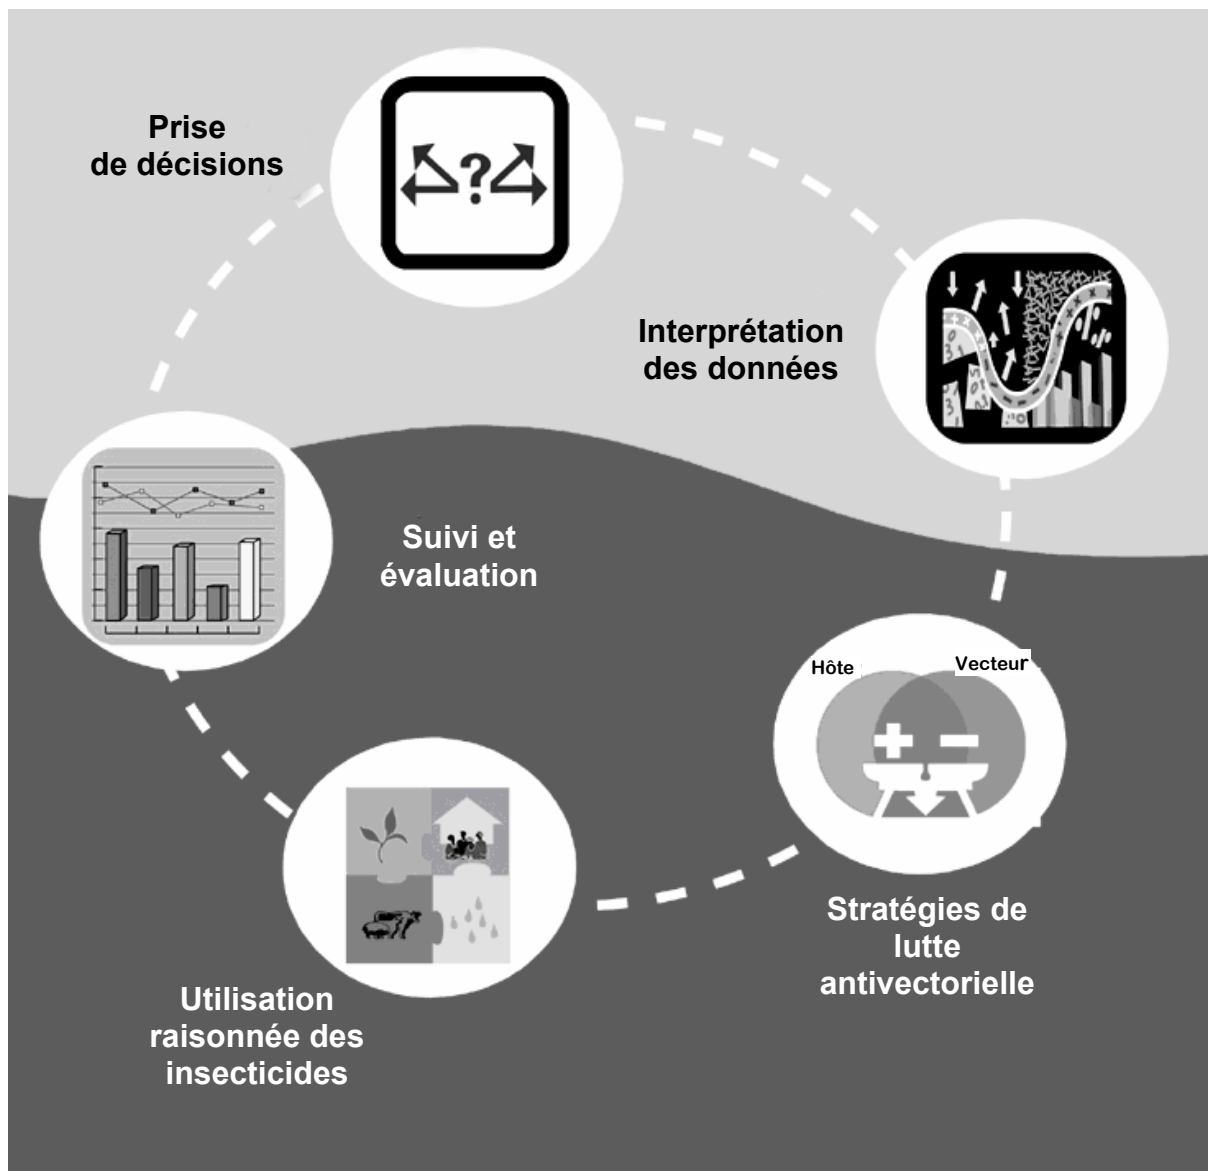 Prise
de décisions
Interprétation
des données
Suivi et
évaluation
Hôte
Vecteur
Stratégies de
lutte
antivectorielle
Utilisation
raisonnée des
insecticides